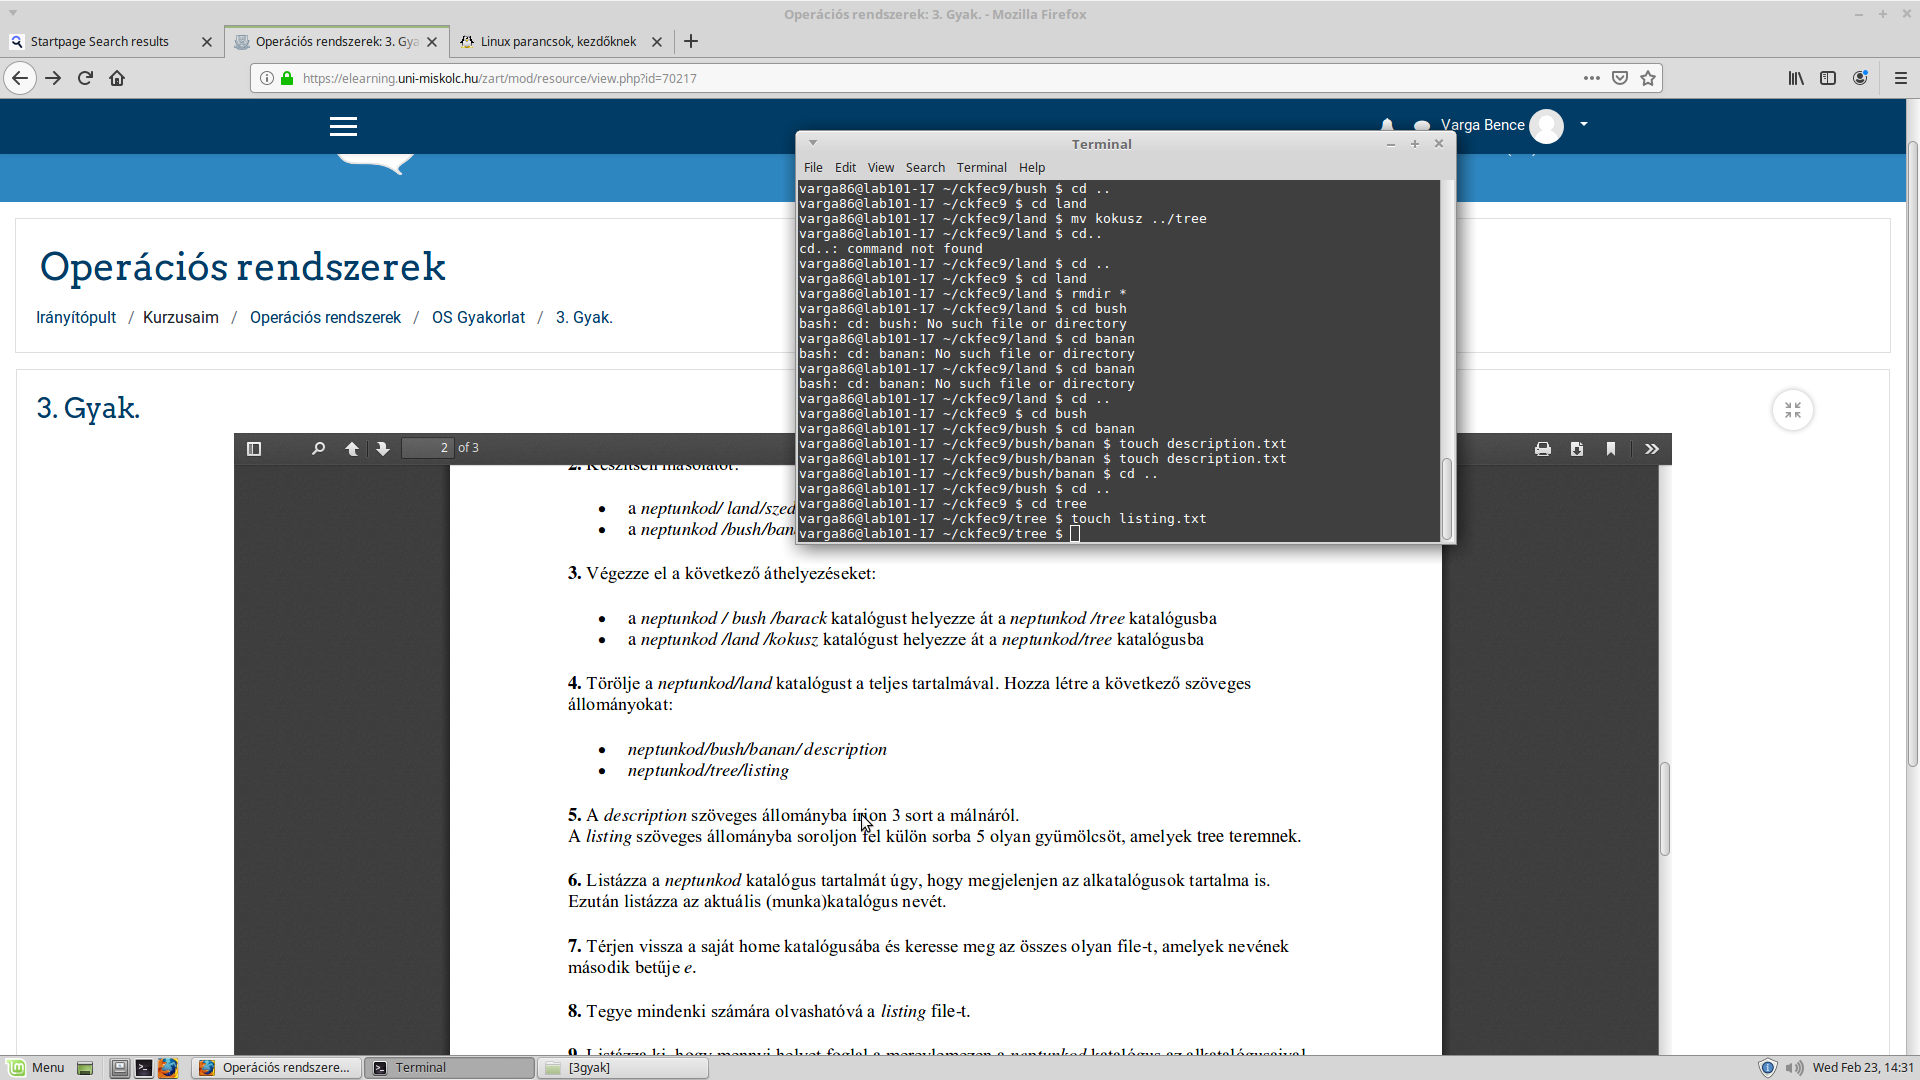 Operációs rendszerek: 3. Gyak. - Mozilla Firefox
Startpage Search results
Operációs rendszerek: 3. Gya
Linux parancsok, kezdőknek
https://elearning.uni-miskolc.hu/zart/mod/resource/view.php?id=70217
Varga Bence
Operációs rendszerek
Irányítópult / Kurzusaim / Operációs rendszerek / OS Gyakorlat / 3. Gyak.
3. Gyak.
2 of 3
Terminal
File Edit View Search Terminal Help
varga86@lab101-17 ~/ckfec9/bush $ cd ..
varga86@lab101-17 ~/ckfec9 $ cd land
varga86@lab101-17 ~/ckfec9/land $ mv kokusz ../tree
varga86@lab101-17 ~/ckfec9/land $ cd..
cd..: command not found
varga86@lab101-17 ~/ckfec9/land $ cd ..
varga86@lab101-17 ~/ckfec9 $ cd land
varga86@lab101-17 ~/ckfec9/land $ rmdir *
varga86@lab101-17 ~/ckfec9/land $ cd bush
bash: cd: bush: No such file or directory
varga86@lab101-17 ~/ckfec9/land $ cd banan
bash: cd: banan: No such file or directory
varga86@lab101-17 ~/ckfec9/land $ cd banan
bash: cd: banan: No such file or directory
varga86@lab101-17 ~/ckfec9/land $ cd ..
varga86@lab101-17 ~/ckfec9 $ cd bush
varga86@lab101-17 ~/ckfec9/bush $ cd banan
varga86@lab101-17 ~/ckfec9/bush/banan $ touch description.txt
varga86@lab101-17 ~/ckfec9/bush/banan $ touch description.txt
varga86@lab101-17 ~/ckfec9/bush/banan $ cd ..
varga86@lab101-17 ~/ckfec9/bush $ cd ..
varga86@lab101-17 ~/ckfec9 $ cd tree
varga86@lab101-17 ~/ckfec9/tree $ touch listing.txt
varga86@lab101-17 ~/ckfec9/tree $
2. Készítsen másolatot:
• a neptunkod/ land/szed
• a neptunkod /bush/ban
3. Végezze el a következő áthelyezéseket:
• a neptunkod / bush /barack katalógust helyezze át a neptunkod /tree katalógusba
• a neptunkod /land /kokusz katalógust helyezze át a neptunkod/tree katalógusba
4. Törölje a neptunkod/land katalógust a teljes tartalmával. Hozza létre a következő szöveges
állományokat:
• neptunkod/bush/banan/ description
• neptunkod/tree/listing
5. A description szöveges állományba írjon 3 sort a málnáról.
A listing szöveges állományba soroljon fel külön sorba 5 olyan gyümölcsöt, amelyek tree teremnek.
6. Listázza a neptunkod katalógus tartalmát úgy, hogy megjelenjen az alkatalógusok tartalma is.
Ezután listázza az aktuális (munka)katalógus nevét.
7. Térjen vissza a saját home katalógusába és keresse meg az összes olyan file-t, amelyek nevének
második betűje e.
8. Tegye mindenki számára olvashatóvá a listing file-t.
9. Listázza ki, hogy mennyi helyet foglal a merevlemezen a neptunkod katalógus az alkatalógusaival
Menu
Operációs rendszere...
Terminal
[3gyak]
Wed Feb 23, 14:31